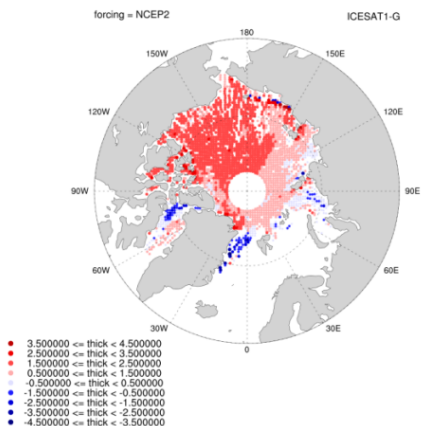 forcing = NCEP2 ICESAT1-G
180
150W 150E
120W 120E
90W 90E
60W 60E
30W 30E
0
3.500000 <= thick < 4.500000
2.500000 <= thick < 3.500000
1.500000 <= thick < 2.500000
0.500000 <= thick < 1.500000
-0.500000 <= thick < 0.500000
-1.500000 <= thick < -0.500000
-2.500000 <= thick < -1.500000
-3.500000 <= thick < -2.500000
-4.500000 <= thick < -3.500000